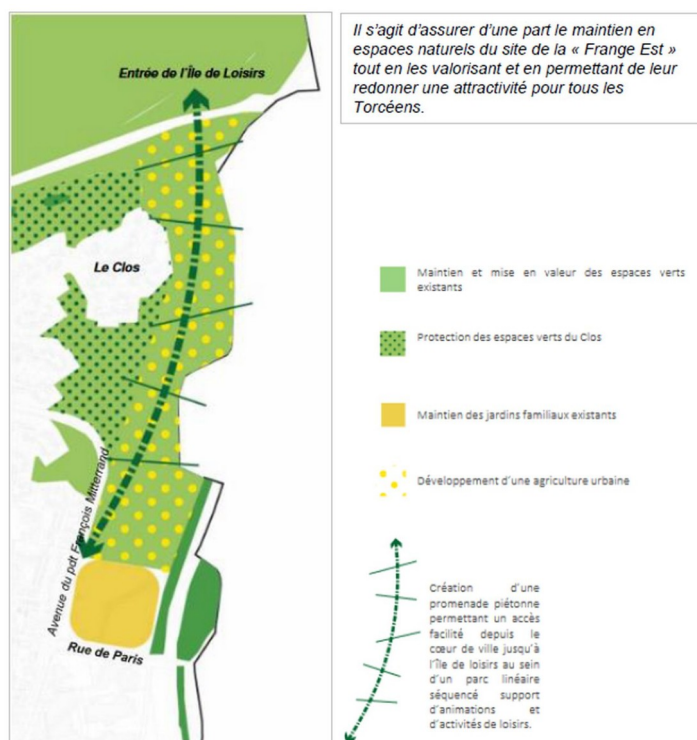 Il s’agit d’assurer d’une part le maintien en
espaces naturels du site de la « Frange Est »
tout en les valorisant et en permettant de leur
redonner une attractivité pour tous les
Torcéens.
Entrée de l’Île de Loisirs
Le Clos
Avenue du pdt François Mitterrand
Rue de Paris
Maintien et mise en valeur des espaces verts
existants
Protection des espaces verts du Clos
Maintien des jardins familiaux existants
Développement d’une agriculture urbaine
Création d’une
promenade piétonne
permettant un accès
facilité depuis le
cœur de ville jusqu’à
l’île de loisirs au sein
d’un parc linéaire
séquencé support
d’animations et
d’activités de loisirs.